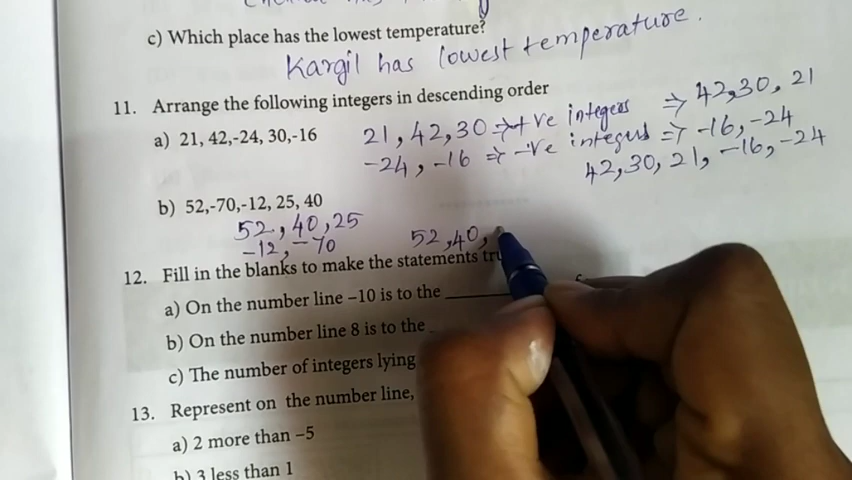 c) Which place has the lowest temperature?
Kargil has lowest temperature.
11. Arrange the following integers in descending order
a) 21, 42,-24, 30,-16
21, 42, 30 ⇒ +ve integers ⇒ 42, 30, 21
-24, -16 ⇒ -ve integers ⇒ -16, -24
42, 30, 21, -16, -24
b) 52,-70,-12, 25, 40
52, 40, 25
-12, -70
52, 40,
12. Fill in the blanks to make the statements
a) On the number line –10 is to the
b) On the number line 8 is to the
c) The number of integers lying
13. Represent on the number line,
a) 2 more than –5
b) 3 less than 1